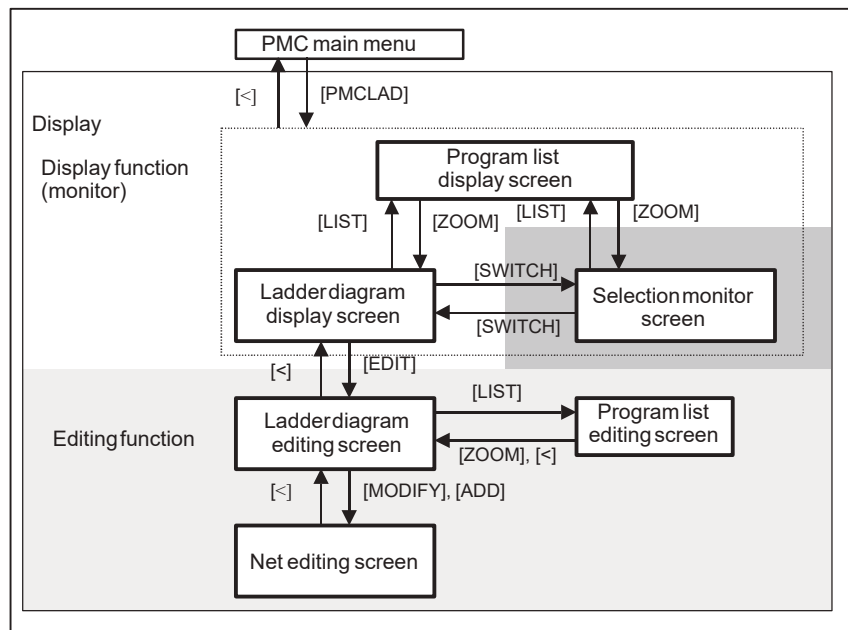 PMC main menu
[<]
[PMCLAD]
Display
Display function
(monitor)
Program list
display screen
[LIST]
[ZOOM]
[LIST]
[ZOOM]
Ladder diagram
display screen
[SWITCH]
[SWITCH]
Selection monitor
screen
[<]
[EDIT]
Editing function
Ladder diagram
editing screen
[LIST]
[ZOOM], [<]
Program list
editing screen
[<]
[MODIFY], [ADD]
Net editing screen